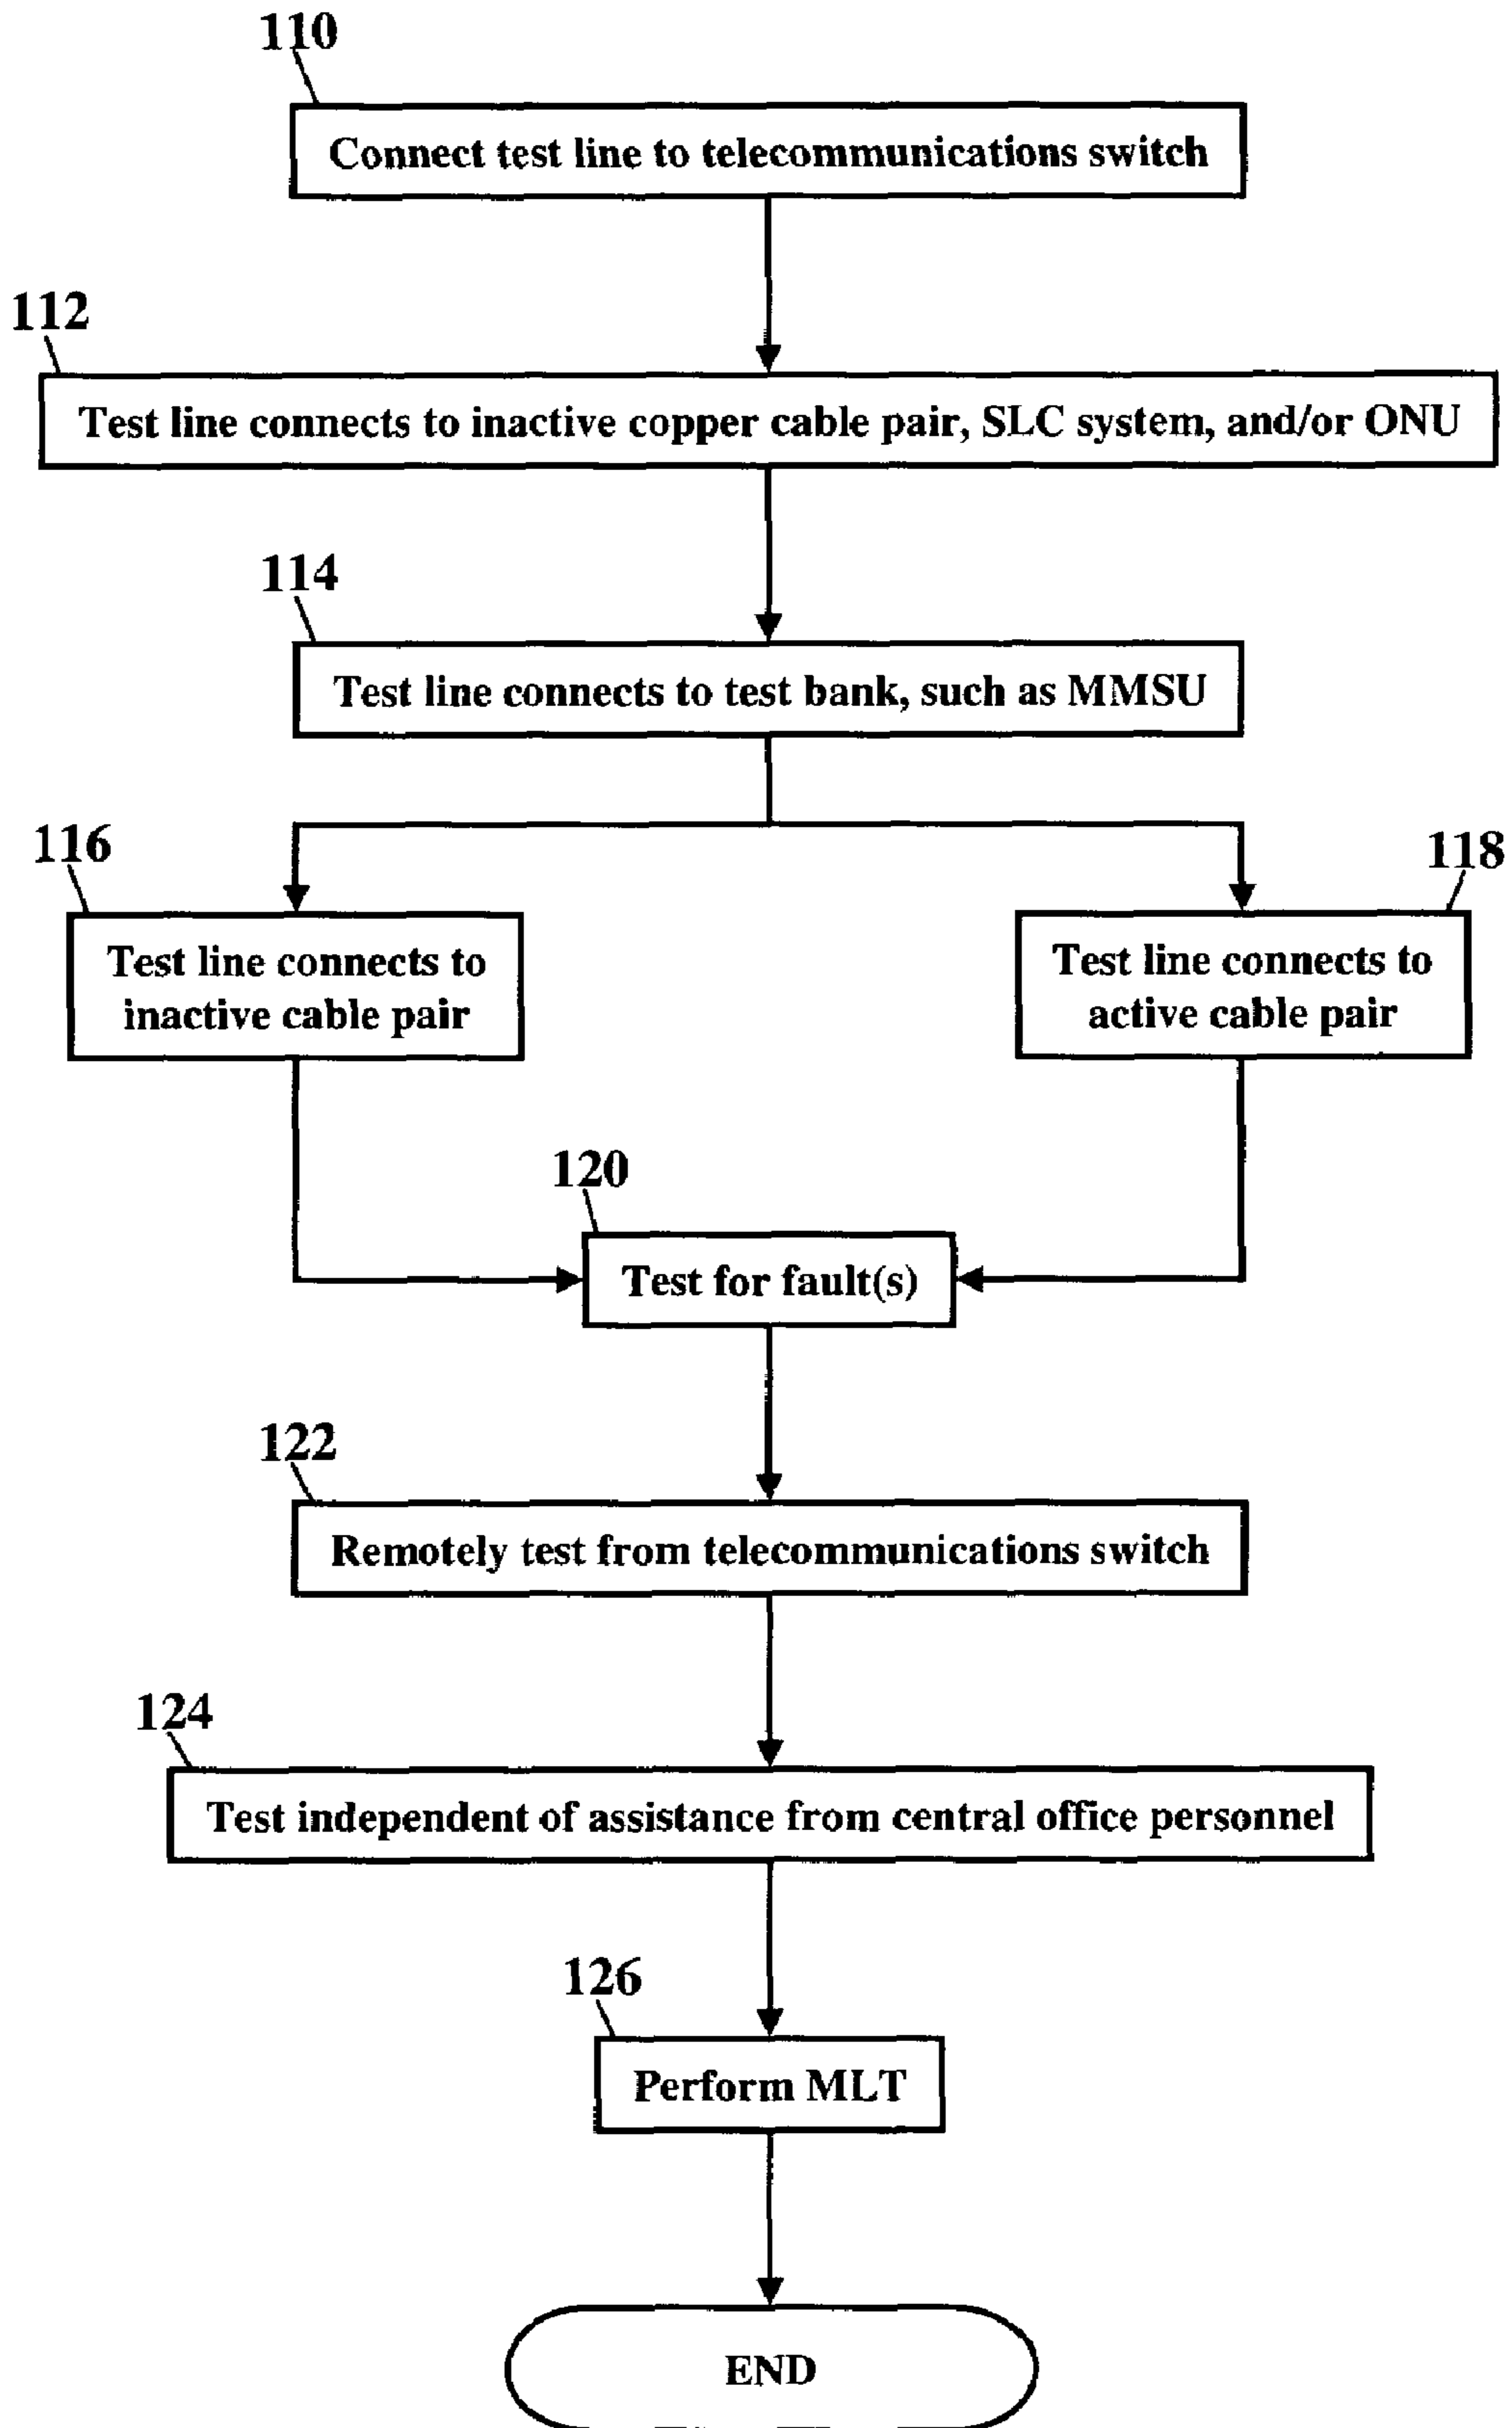 110
Connect test line to telecommunications switch
112
Test line connects to inactive copper cable pair, SLC system, and/or ONU
114
Test line connects to test bank, such as MMSU
116
Test line connects to
inactive cable pair
118
Test line connects to
active cable pair
120
Test for fault(s)
122
Remotely test from telecommunications switch
124
Test independent of assistance from central office personnel
126
Perform MLT
END